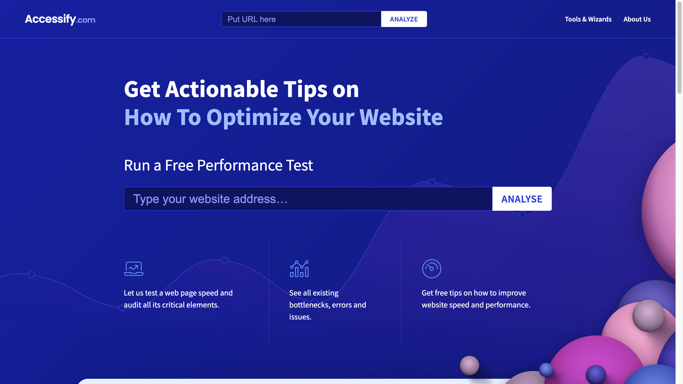 Accessify.com
Put URL here
ANALYZE
Tools & Wizards
About Us
Get Actionable Tips on
How To Optimize Your Website
Run a Free Performance Test
Type your website address...
ANALYSE
Let us test a web page speed and
audit all its critical elements.
See all existing
bottlenecks, errors and
issues.
Get free tips on how to improve
website speed and performance.